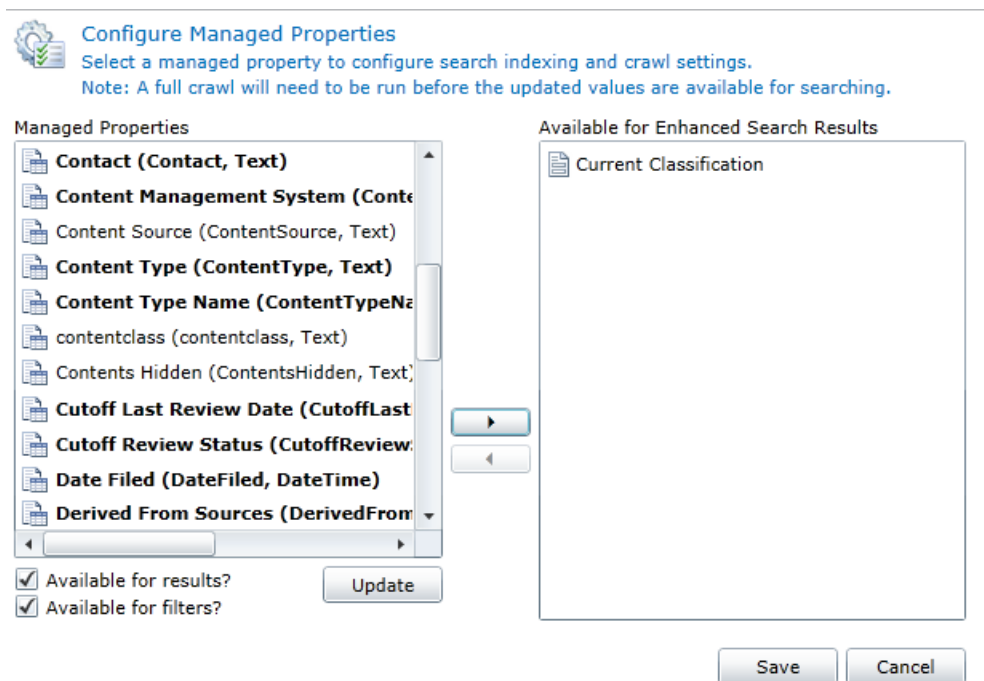 Configure Managed Properties
Select a managed property to configure search indexing and crawl settings.
Note: A full crawl will need to be run before the updated values are available for searching.
Managed Properties
Contact (Contact, Text)
Content Management System (Conte
Content Source (ContentSource, Text)
Content Type (ContentType, Text)
Content Type Name (ContentTypeNa
contentclass (contentclass, Text)
Contents Hidden (ContentsHidden, Text)
Cutoff Last Review Date (CutoffLast
Cutoff Review Status (CutoffReview
Date Filed (DateFiled, DateTime)
Derived From Sources (DerivedFrom
Available for results?
Available for filters?
Update
Available for Enhanced Search Results
Current Classification
Save
Cancel